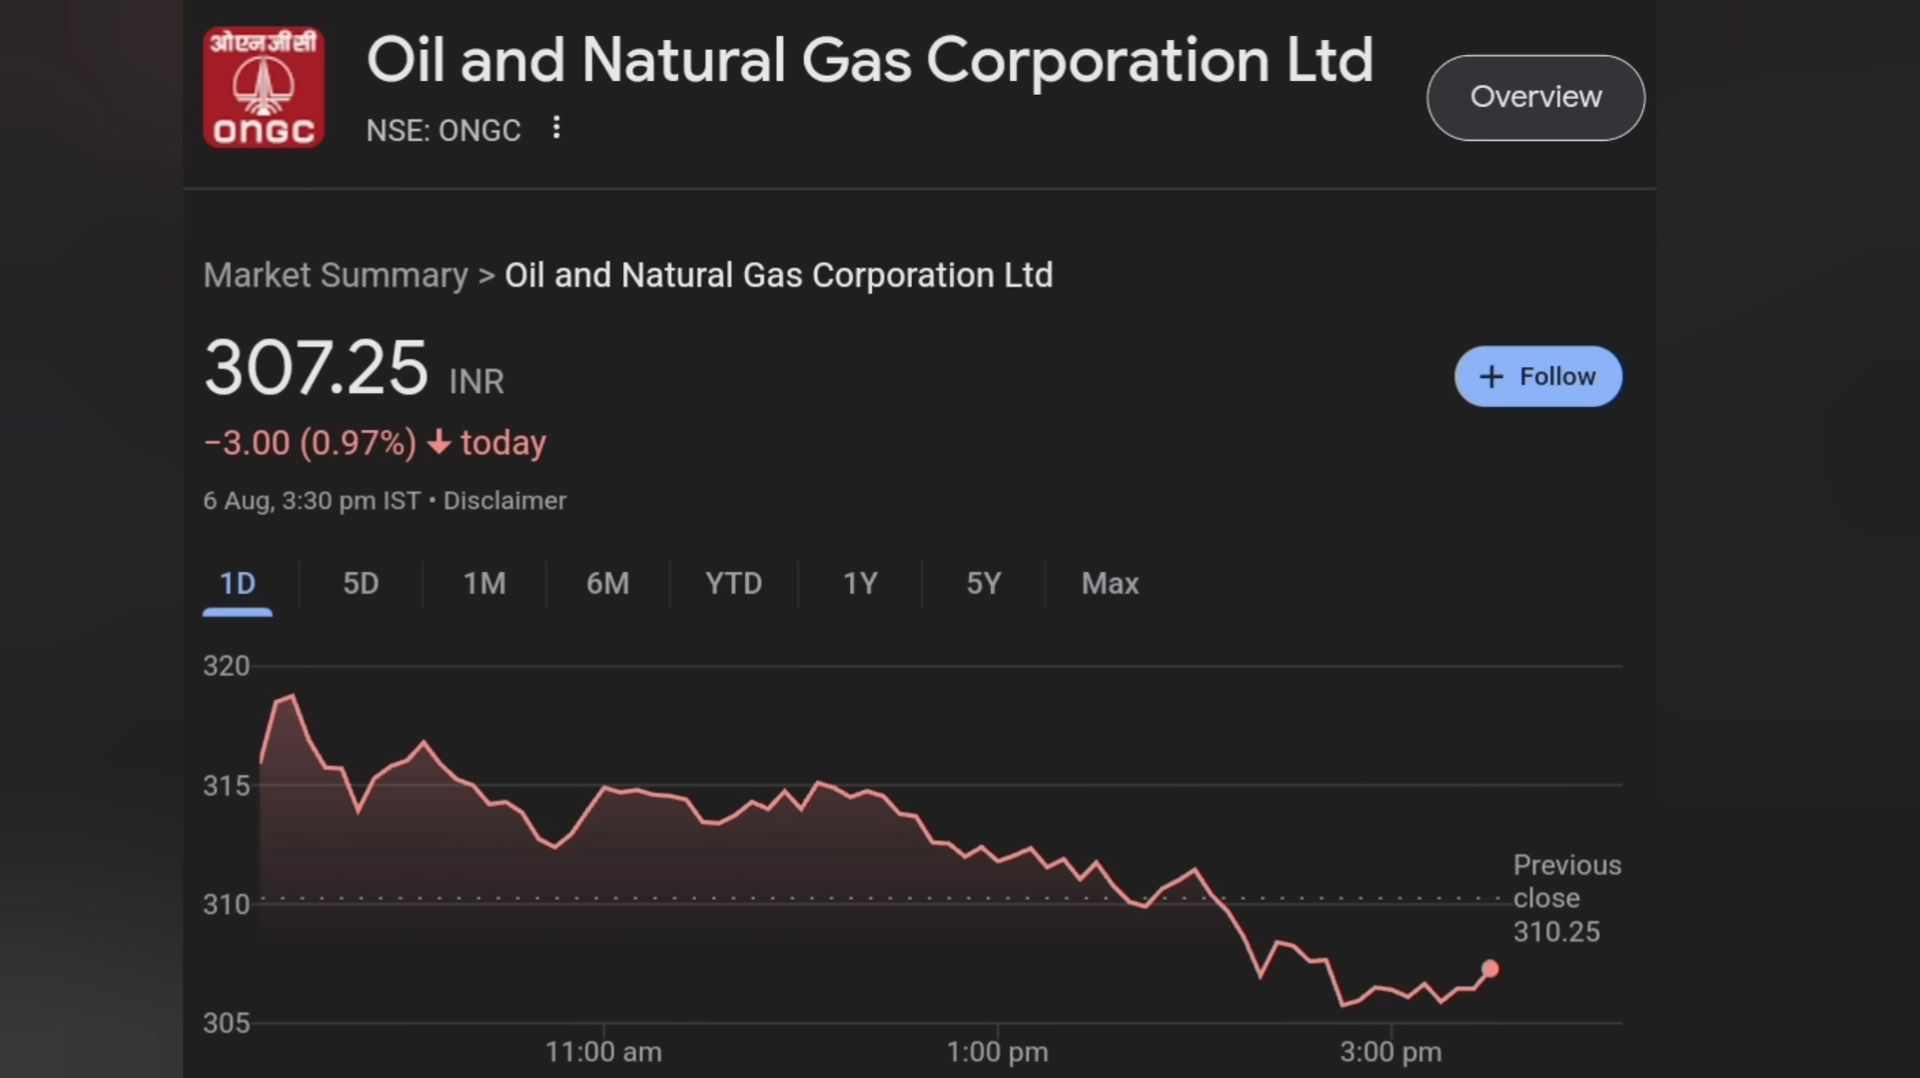 ओएनजीसी
ONGC
Oil and Natural Gas Corporation Ltd
NSE: ONGC
Overview
Market Summary > Oil and Natural Gas Corporation Ltd
307.25 INR
+ Follow
−3.00 (0.97%) ↓ today
6 Aug, 3:30 pm IST • Disclaimer
1D 5D 1M 6M YTD 1Y 5Y Max
320
315
310
305
Previous
close
310.25
11:00 am 1:00 pm 3:00 pm